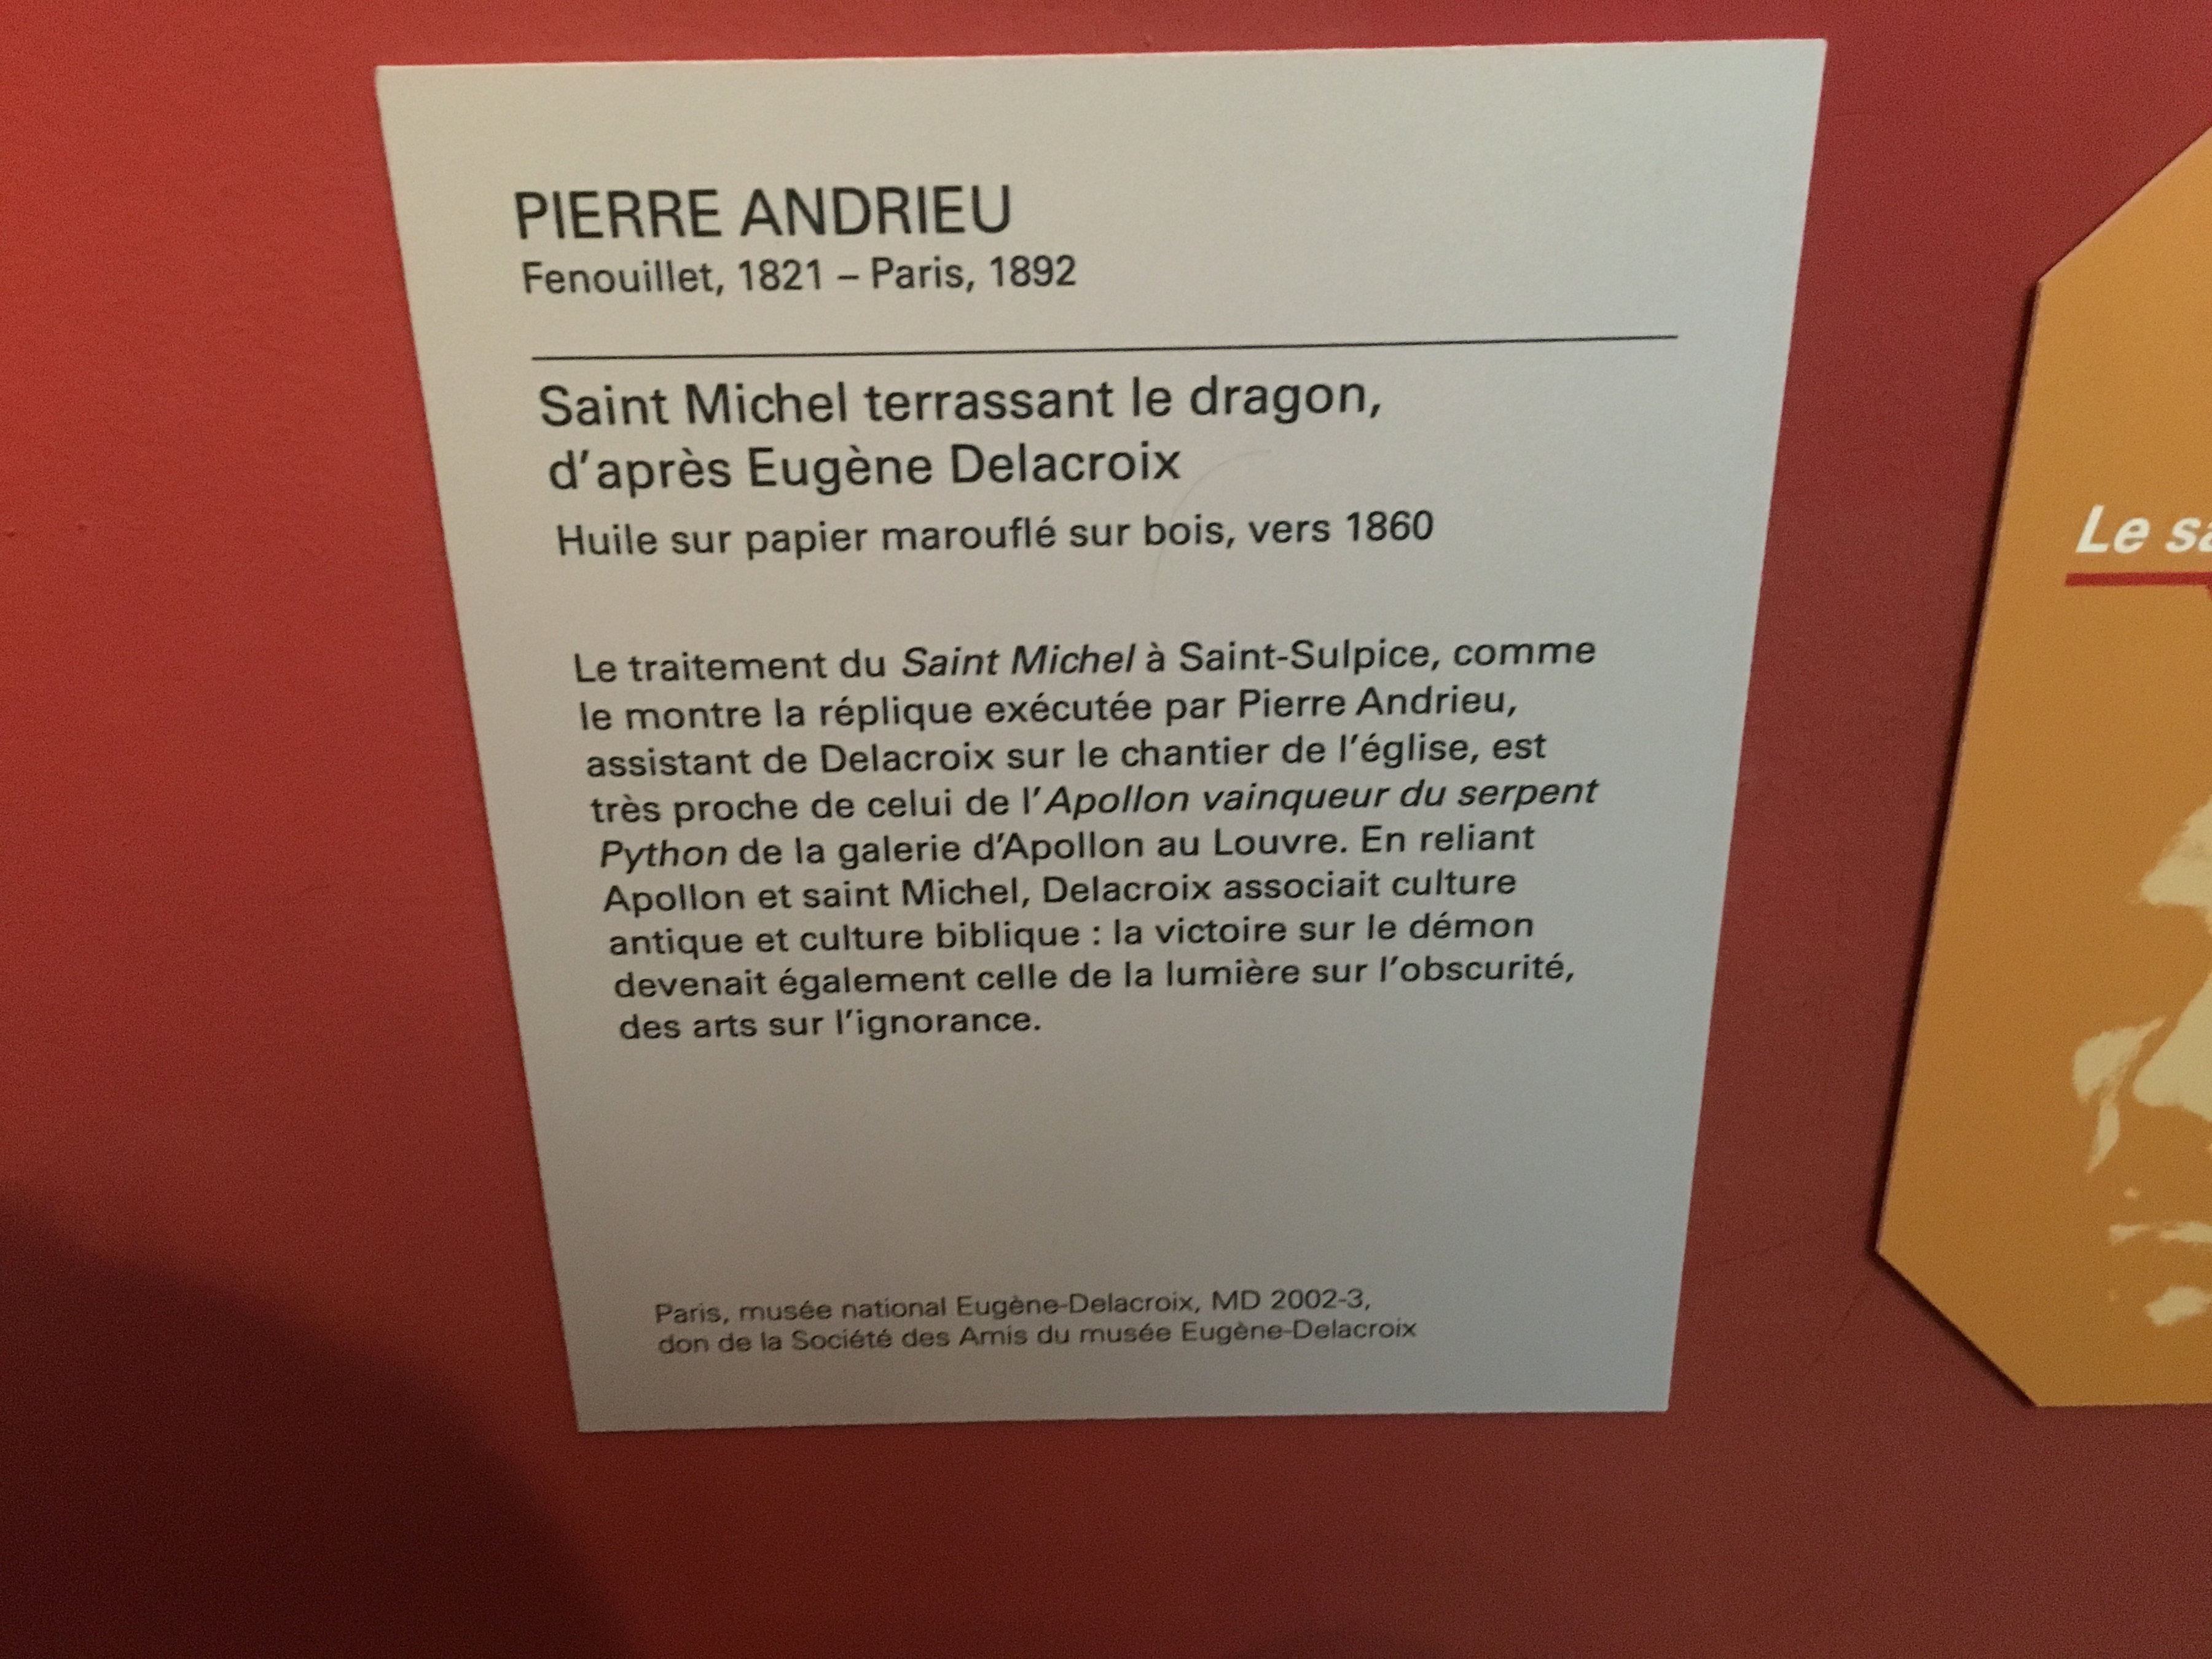 PIERRE ANDRIEU
Fenouillet, 1821 – Paris, 1892
Saint Michel terrassant le dragon,
d'après Eugène Delacroix
Huile sur papier marouflé sur bois, vers 1860
Le traitement du Saint Michel à Saint-Sulpice, comme
le montre la réplique exécutée par Pierre Andrieu,
assistant de Delacroix sur le chantier de l'église, est
très proche de celui de l'Apollon vainqueur du serpent
Python de la galerie d'Apollon au Louvre. En reliant
Apollon et saint Michel, Delacroix associait culture
antique et culture biblique : la victoire sur le démon
devenait également celle de la lumière sur l'obscurité,
des arts sur l'ignorance.
Paris, musée national Eugène-Delacroix, MD 2002-3,
don de la Société des Amis du musée Eugène-Delacroix
Le